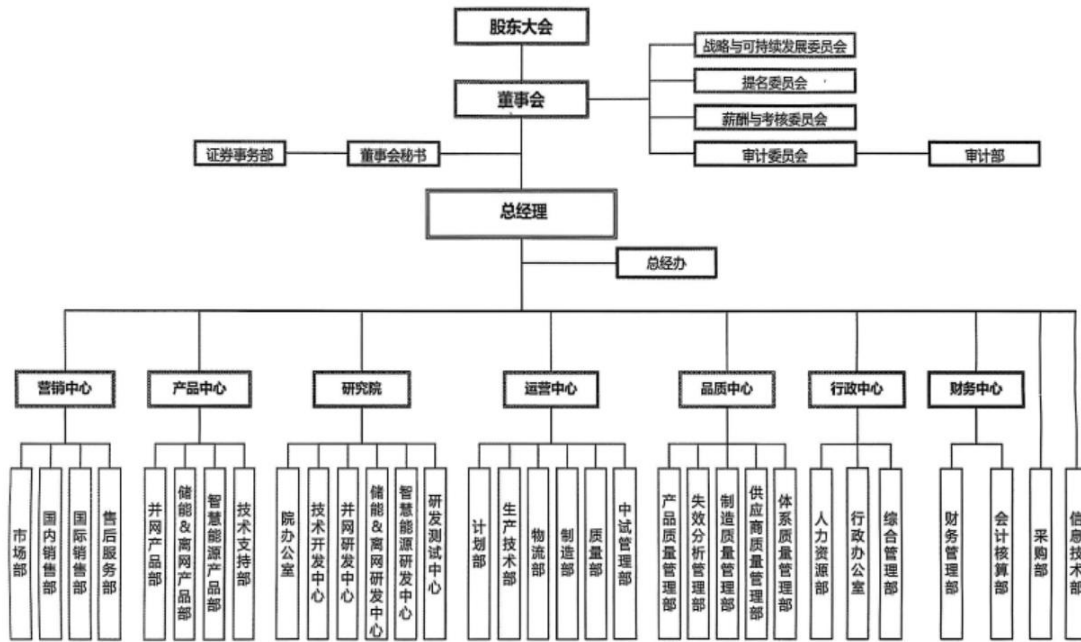 股东大会
战略与可持续发展委员会
董事会
提名委员会
薪酬与考核委员会
证券事务部
董事会秘书
审计委员会
审计部
总经理
总经办
营销中心
产品中心
研究院
运营中心
品质中心
行政中心
财务中心
市场部
国内销售部
国际销售部
售后服务部
并网产品部
储能&离网产品部
智慧能源产品部
技术支持部
院办公室
技术开发中心
并网研发中心
储能&离网研发中心
智慧能源研发中心
研发测试中心
计划部
生产技术部
物流部
制造部
质量部
中试管理部
产品质量管理部
失效分析管理部
制造质量管理部
供应商质量管理部
体系质量管理部
人力资源部
行政办公室
综合管理部
财务管理部
会计核算部
采购部
信息技术部